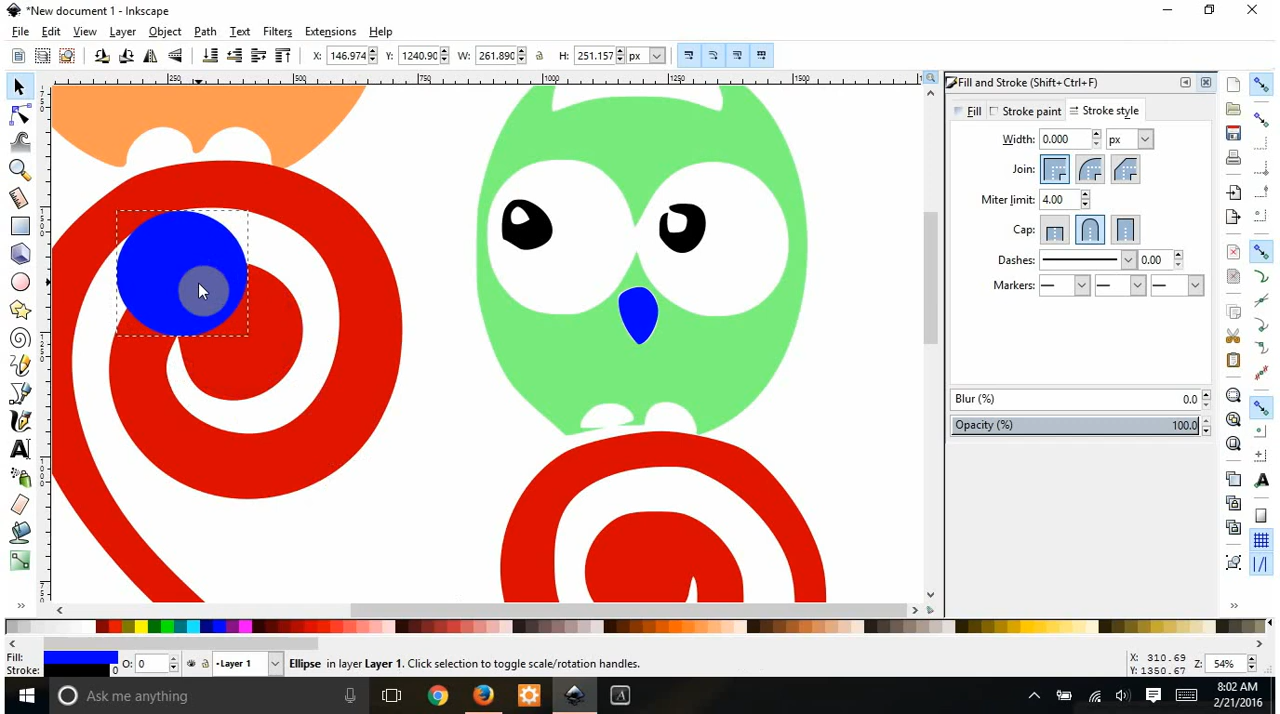 *New document 1 - Inkscape
File Edit View Layer Object Path Text Filters Extensions Help
X: 146.974 Y: 1240.90 W: 261.890 H: 251.157 px
Fill and Stroke (Shift+Ctrl+F)
Fill Stroke paint Stroke style
Width: 0.000 px
Join:
Miter limit: 4.00
Cap:
Dashes: 0.00
Markers:
Blur (%) 0.0
Opacity (%) 100.0
250 500 750 1000 1250 1500
Fill: O: 0 Layer 1 Ellipse in layer Layer 1. Click selection to toggle scale/rotation handles. X: 310.69 Z: 54%
Stroke: 0 Y: 1350.67
Ask me anything
8:02 AM
2/21/2016